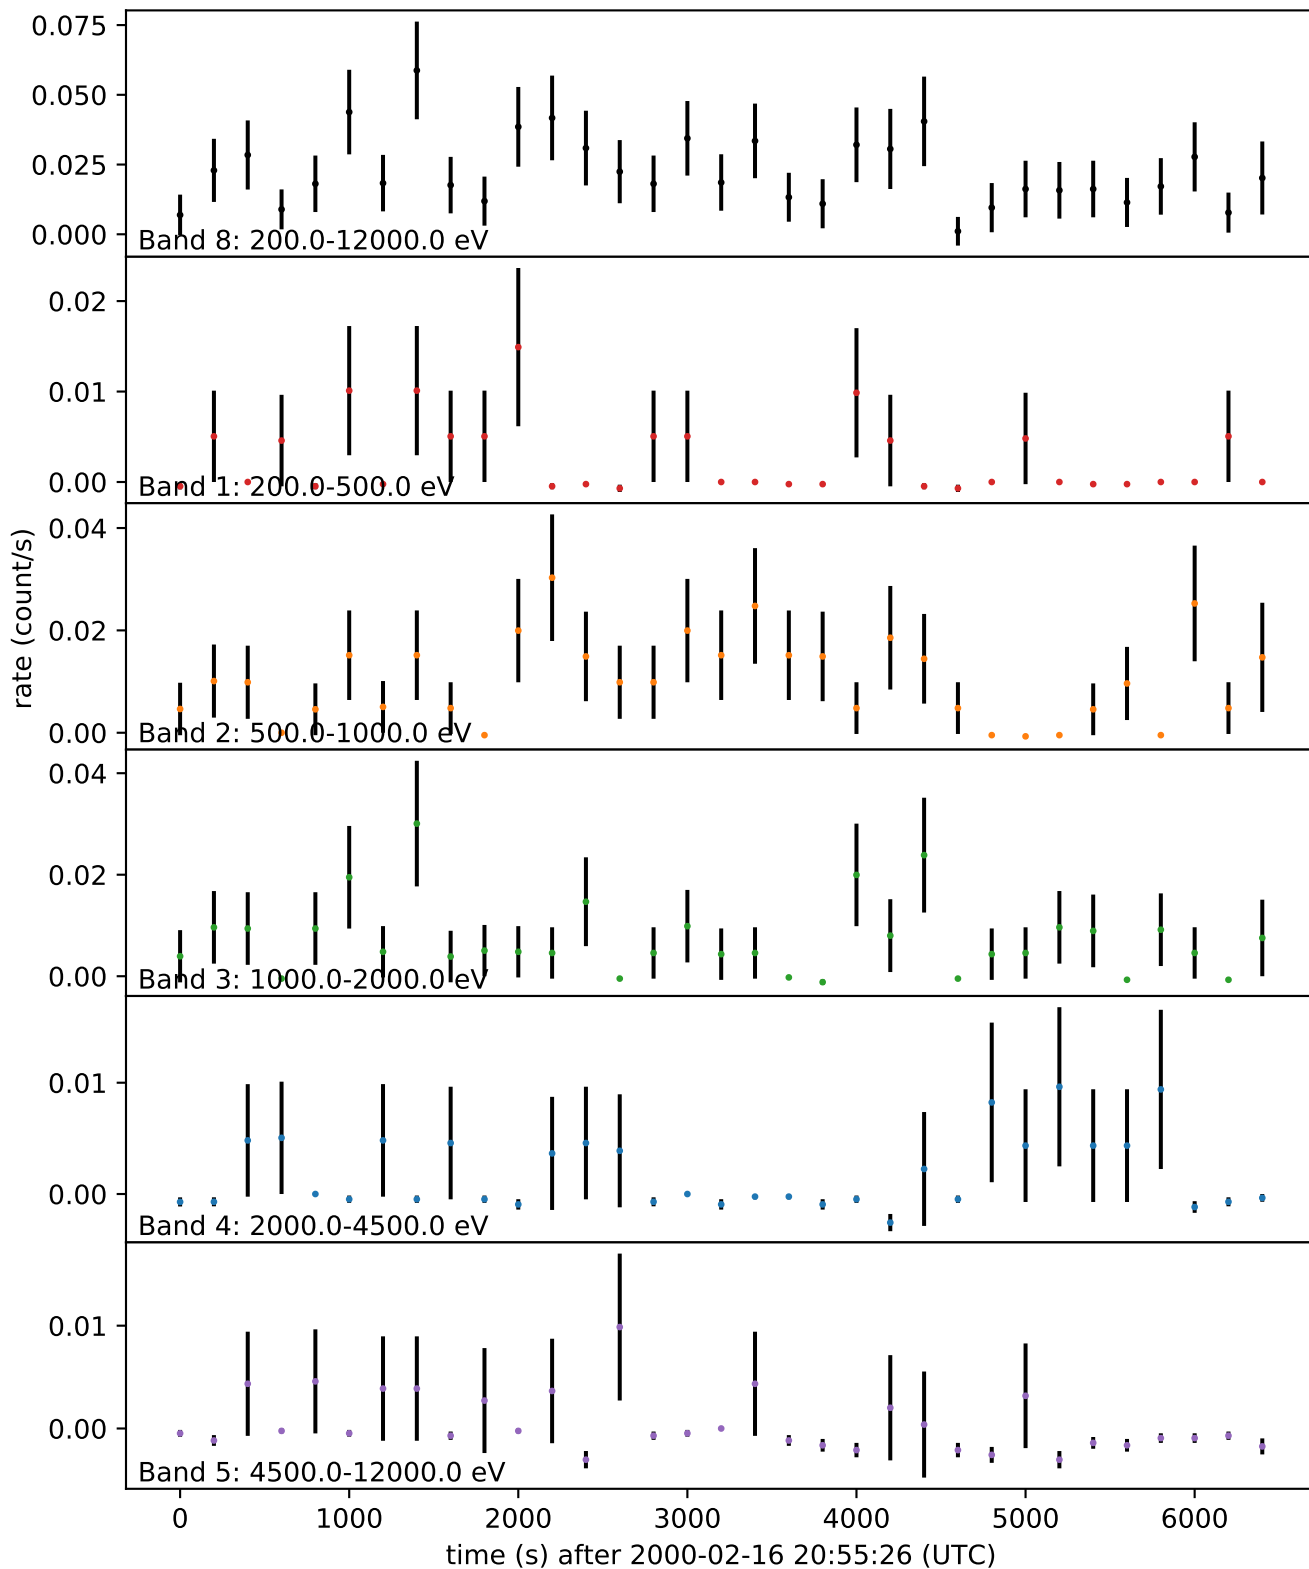 0.075
0.050
0.025
0.000
Band 8: 200.0-12000.0 eV
0.02
0.01
0.00
Band 1: 200.0-500.0 eV
0.04
0.02
0.00
Band 2: 500.0-1000.0 eV
rate (count/s)
0.04
0.02
0.00
Band 3: 1000.0-2000.0 eV
0.01
0.00
Band 4: 2000.0-4500.0 eV
0.01
0.00
Band 5: 4500.0-12000.0 eV
0 1000 2000 3000 4000 5000 6000
time (s) after 2000-02-16 20:55:26 (UTC)